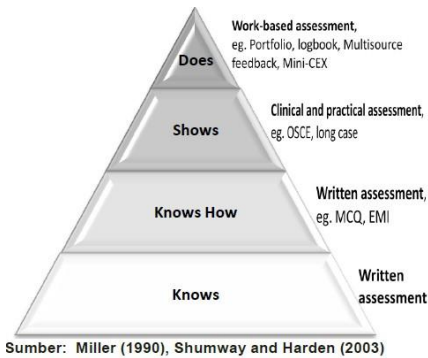 Work-based assessment,
eg. Portfolio, logbook, Multisource
feedback, Mini-CEX
Does
Clinical and practical assessment,
eg. OSCE, long case
Shows
Written assessment,
eg. MCQ, EMI
Knows How
Written
assessment
Knows
Sumber: Miller (1990), Shumway and Harden (2003)